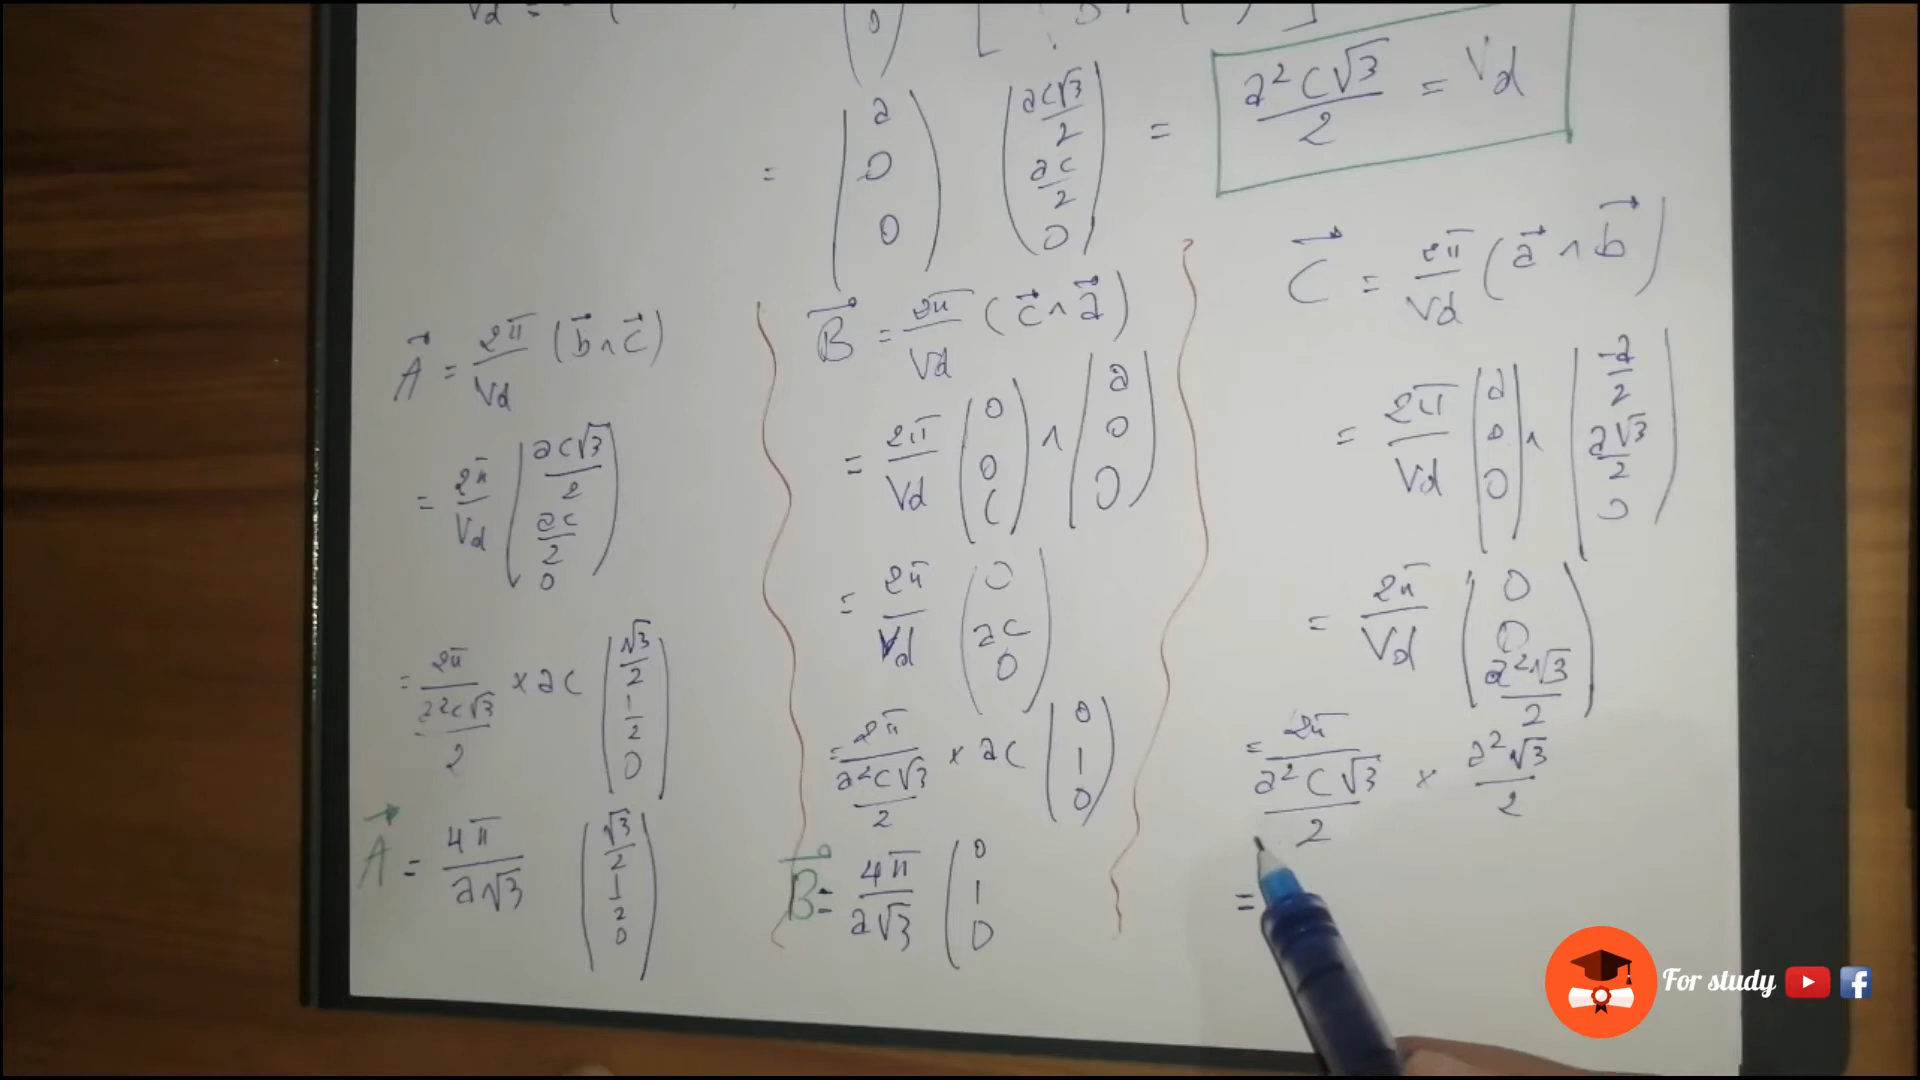 = (a 0 0) (ac√3/2 ac/2 0) = a²c√3/2 = Vd
A⃗ = 2π/Vd (b⃗ ∧ c⃗)
= 2π/Vd (ac√3/2 ac/2 0)
= 2π/(a²c√3/2) × ac (√3/2 1/2 0)
A⃗ = 4π/a√3 (√3/2 1/2 0)
B⃗ = 2π/Vd (c⃗ ∧ a⃗)
= 2π/Vd (0 0 c) ∧ (a 0 0)
= 2π/Vd (0 ac 0)
= 2π/(a²c√3/2) × ac (0 1 0)
B⃗ = 4π/a√3 (0 1 0
C⃗ = 2π/Vd (a⃗ ∧ b⃗)
= 2π/Vd (a 0 0) ∧ (-a/2 a√3/2 0)
= 2π/Vd (0 0 a²√3/2)
= 2π/(a²c√3/2) × a²√3/2
=
For study